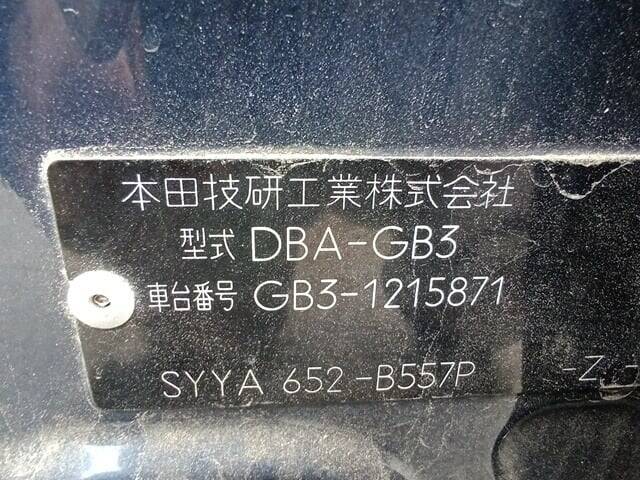 本田技研工業株式会社
型式 DBA-GB3
車台番号 GB3-1215871
SYYA 652-B557P -Z -